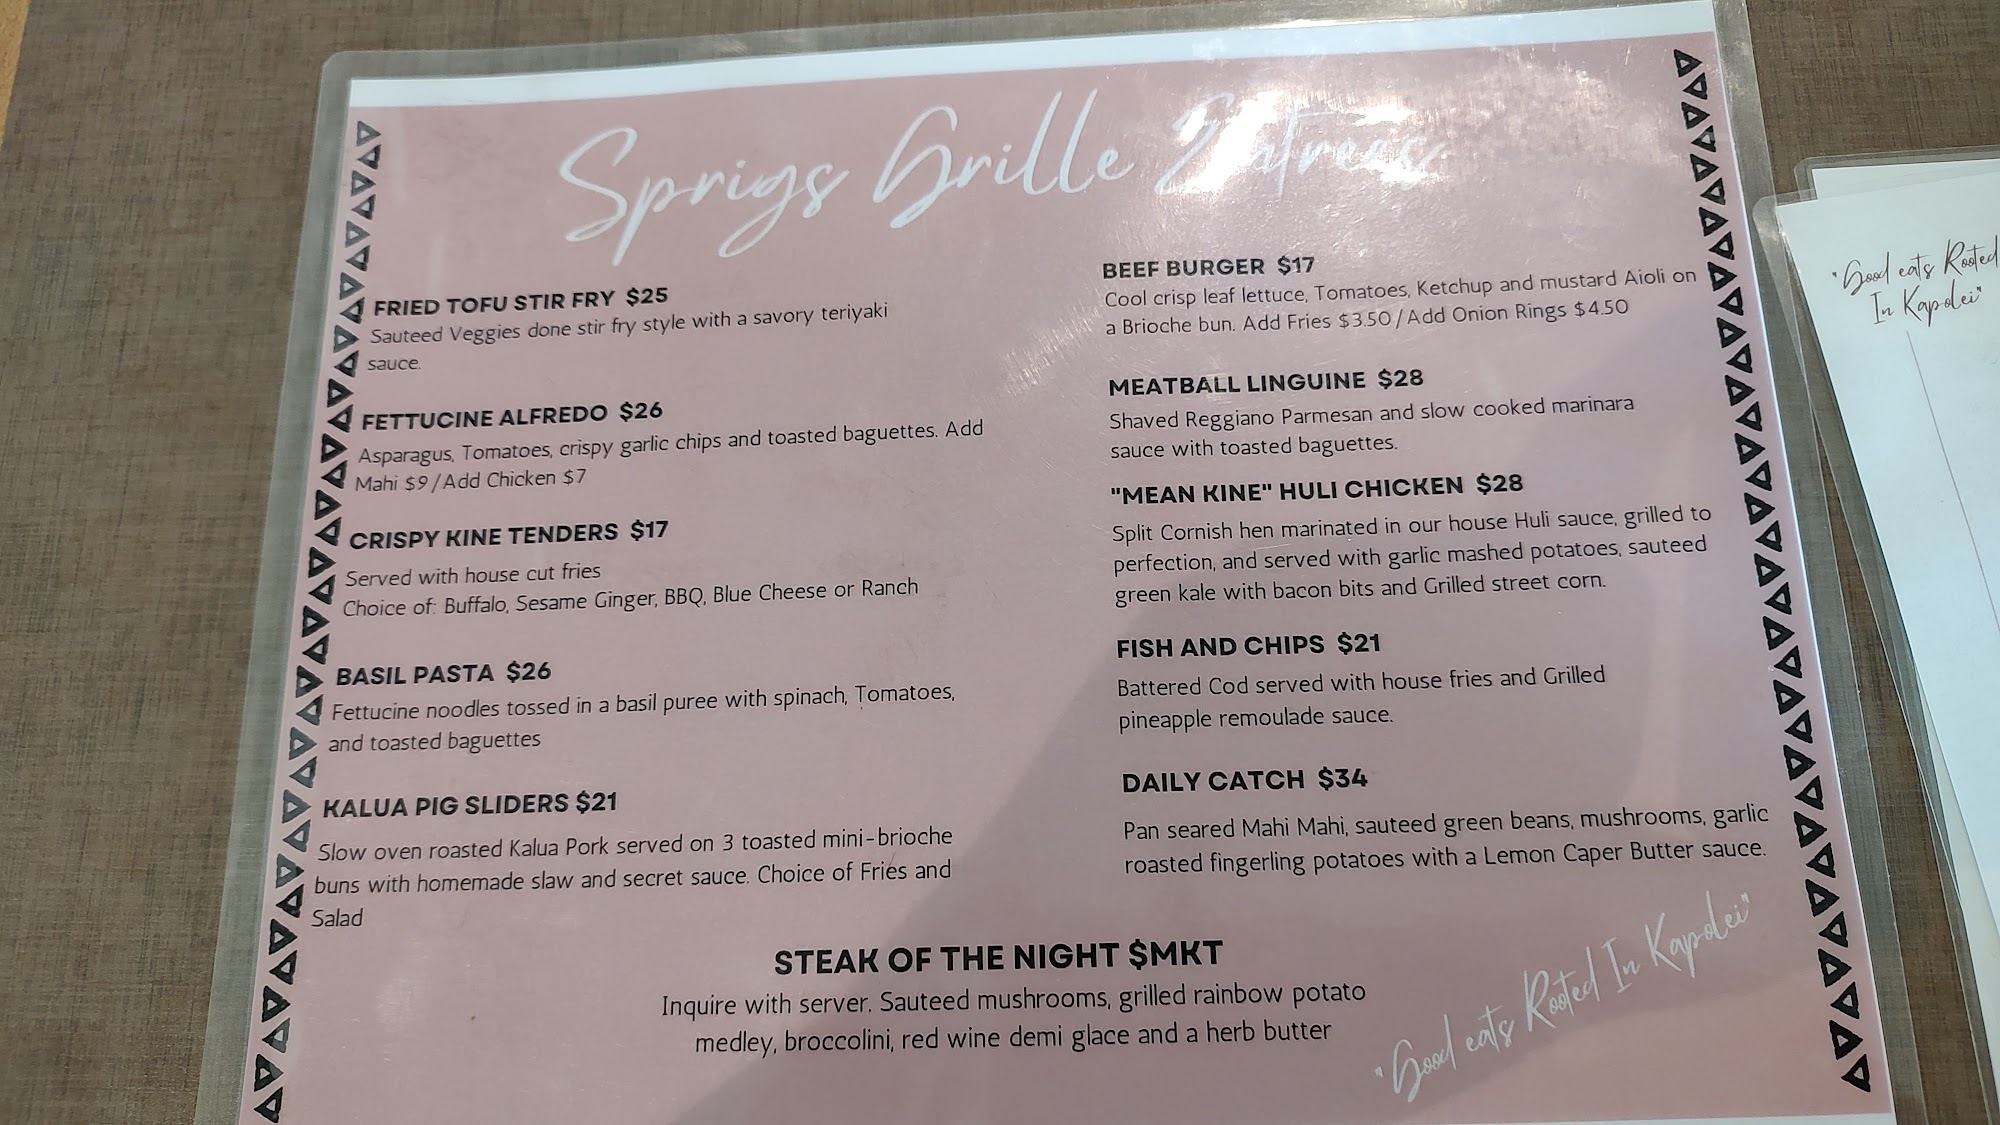 Sprigs Grille Entrees
FRIED TOFU STIR FRY $25
Sauteed Veggies done stir fry style with a savory teriyaki
sauce.
FETTUCINE ALFREDO $26
Asparagus, Tomatoes, crispy garlic chips and toasted baguettes. Add
Mahi $9/Add Chicken $7
CRISPY KINE TENDERS $17
Served with house cut fries
Choice of: Buffalo, Sesame Ginger, BBQ, Blue Cheese or Ranch
BASIL PASTA $26
Fettucine noodles tossed in a basil puree with spinach, Tomatoes,
and toasted baguettes
KALUA PIG SLIDERS $21
Slow oven roasted Kalua Pork served on 3 toasted mini-brioche
buns with homemade slaw and secret sauce. Choice of Fries and
Salad
BEEF BURGER $17
Cool crisp leaf lettuce, Tomatoes, Ketchup and mustard Aioli on
a Brioche bun. Add Fries $3.50/Add Onion Rings $4.50
MEATBALL LINGUINE $28
Shaved Reggiano Parmesan and slow cooked marinara
sauce with toasted baguettes.
"MEAN KINE" HULI CHICKEN $28
Split Cornish hen marinated in our house Huli sauce, grilled to
perfection, and served with garlic mashed potatoes, sauteed
green kale with bacon bits and Grilled street corn.
FISH AND CHIPS $21
Battered Cod served with house fries and Grilled
pineapple remoulade sauce.
DAILY CATCH $34
Pan seared Mahi Mahi, sauteed green beans, mushrooms, garlic
roasted fingerling potatoes with a Lemon Caper Butter sauce.
STEAK OF THE NIGHT $MKT
Inquire with server. Sauteed mushrooms, grilled rainbow potato
medley, broccolini, red wine demi glace and a herb butter
"Good eats Rooted In Kapolei"
"Good eats Rooted
In Kapolei"